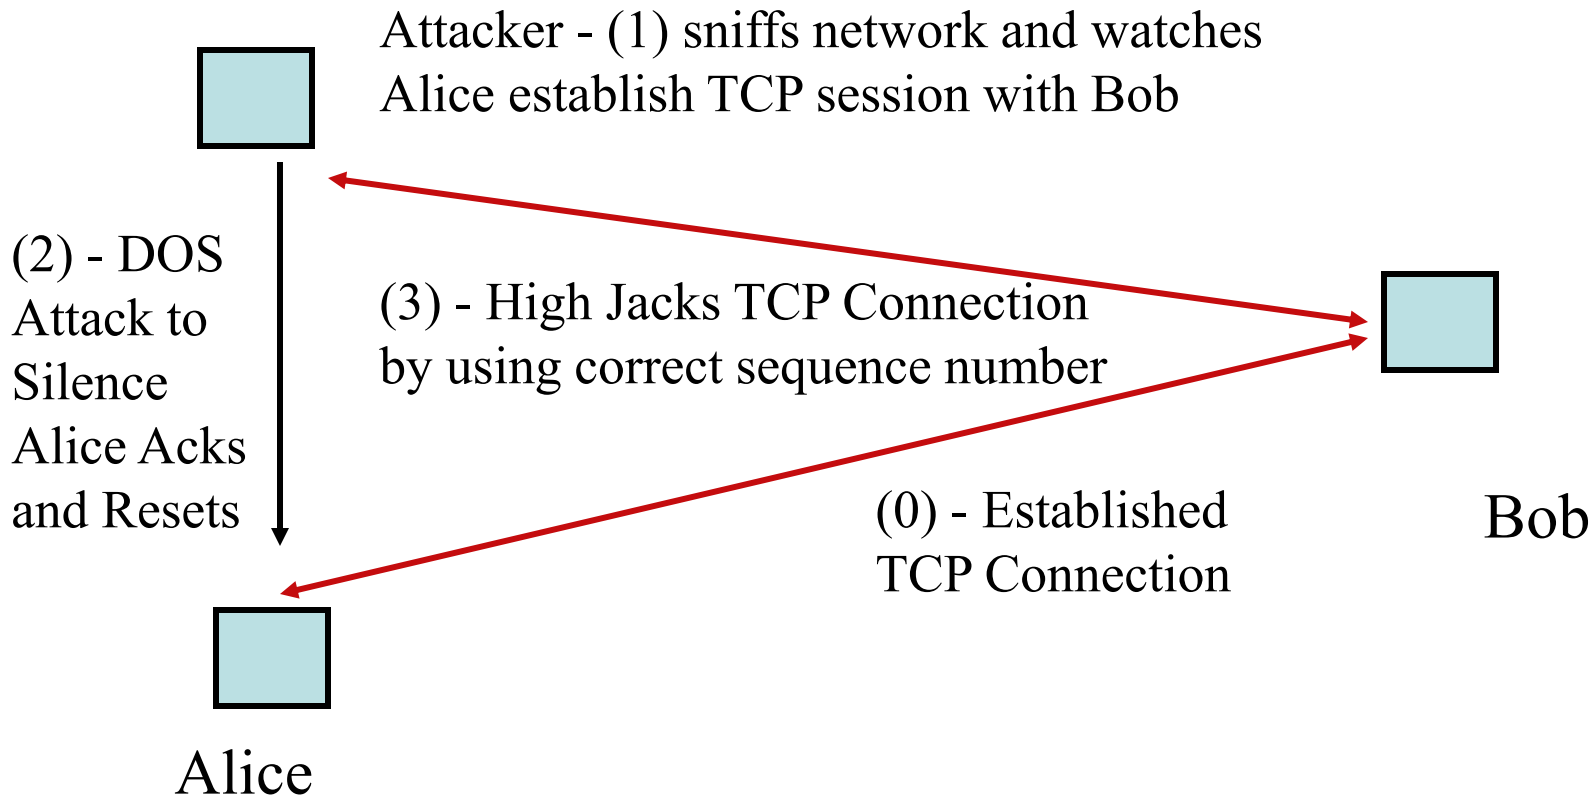 Attacker - (1) sniffs network and watches
Alice establish TCP session with Bob
(2) - DOS
Attack to
Silence
Alice Acks
and Resets
(3) - High Jacks TCP Connection
by using correct sequence number
(0) - Established
TCP Connection
Bob
Alice